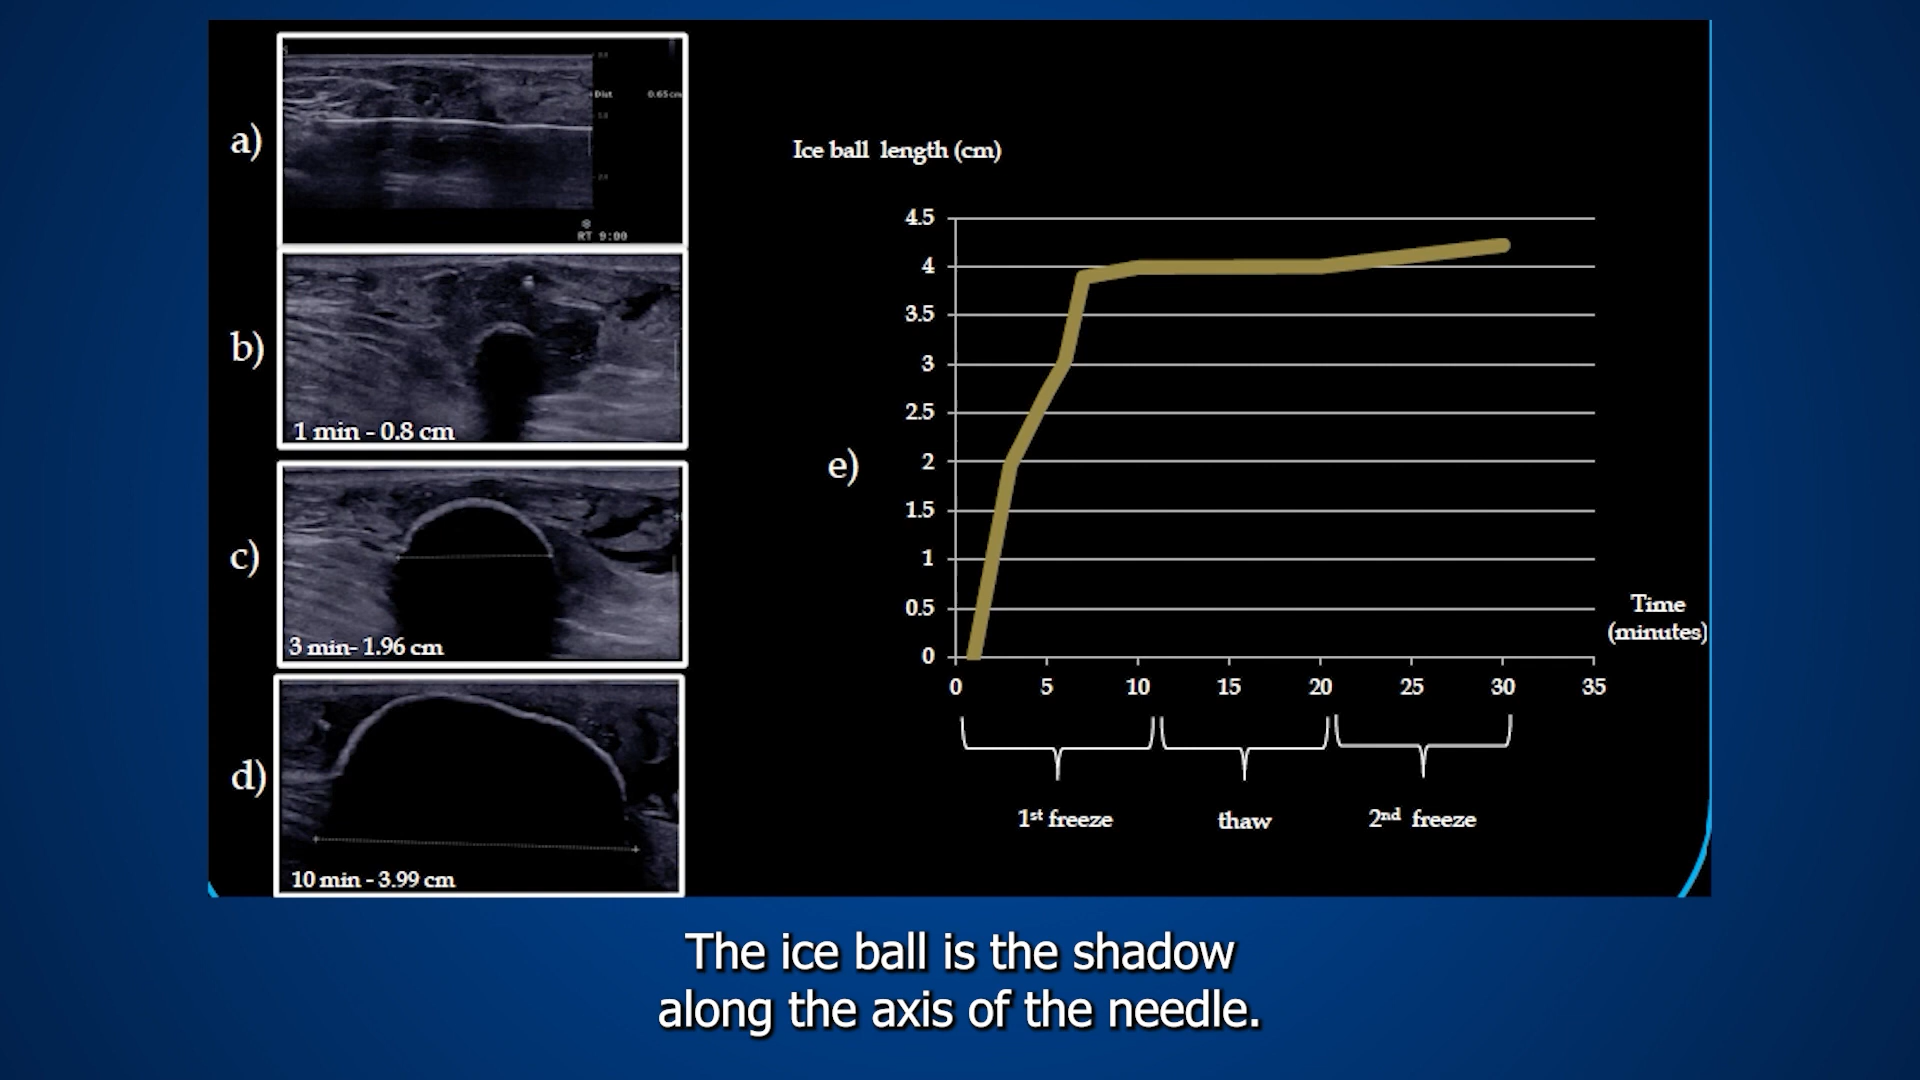 a)
Dist 0.65cm
RT 9:00
b)
1 min - 0.8 cm
c)
3 min- 1.96 cm
d)
10 min - 3.99 cm
Ice ball length (cm)
e)
4.5
4
3.5
3
2.5
2
1.5
1
0.5
0
0 5 10 15 20 25 30 35
Time
(minutes)
1st freeze thaw 2nd freeze
The ice ball is the shadow
along the axis of the needle.